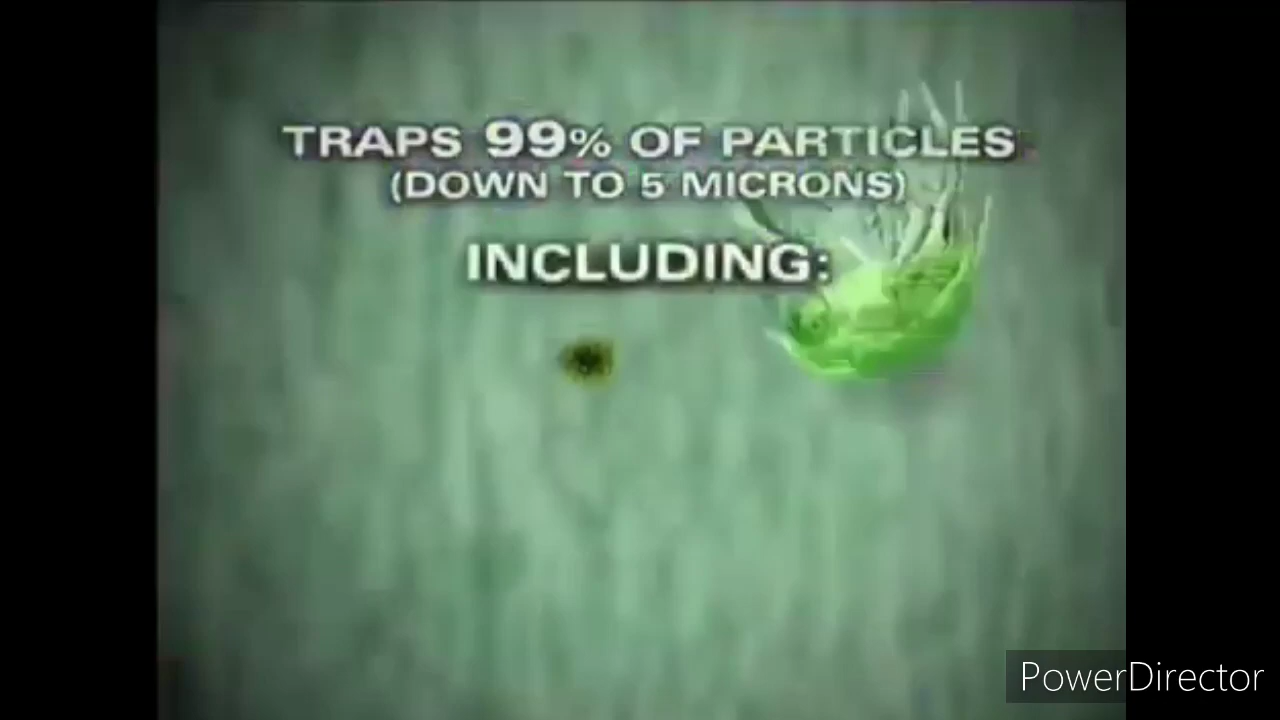 TRAPS 99% OF PARTICLES
(DOWN TO 5 MICRONS)
INCLUDING:
PowerDirector